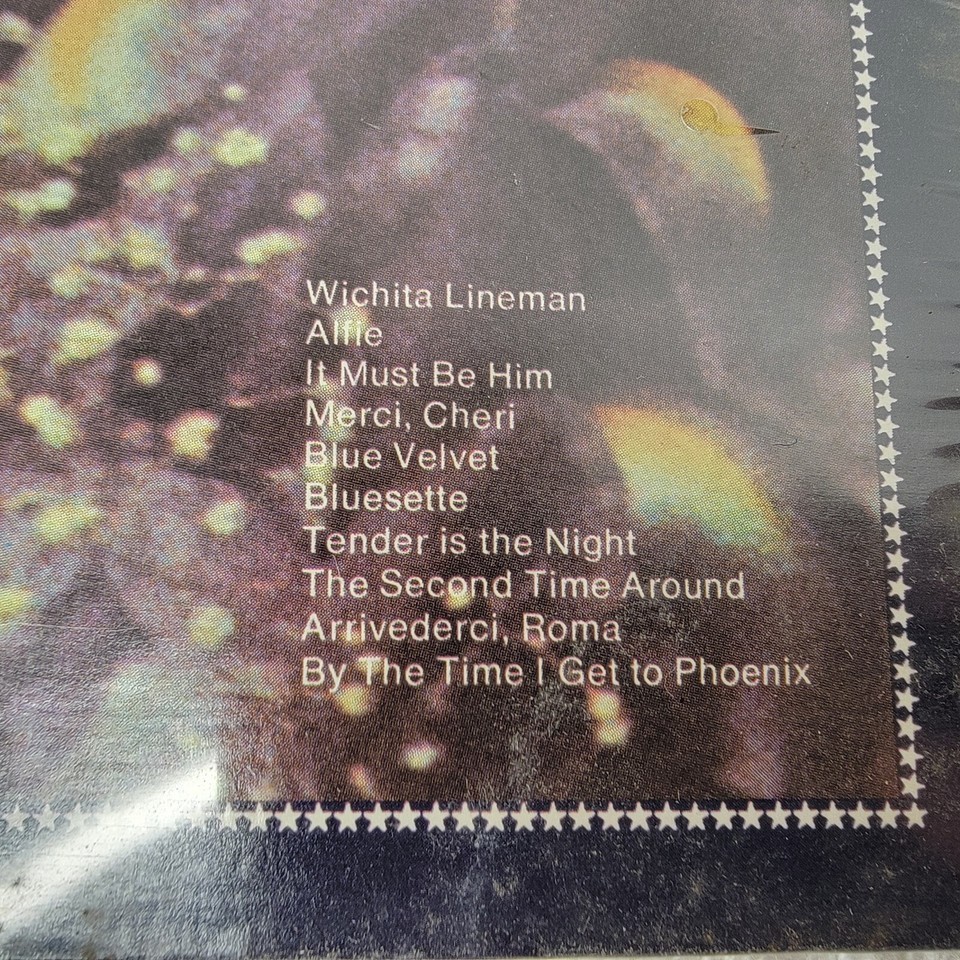 Wichita Lineman
Alfie
It Must Be Him
Merci, Cheri
Blue Velvet
Bluesette
Tender is the Night
The Second Time Around
Arrivederci, Roma
By The Time I Get to Phoenix